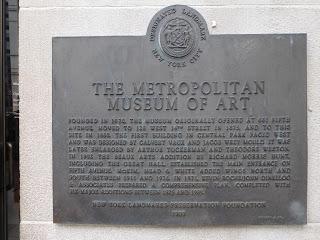 DESIGNATED LANDMARK
NEW YORK CITY
THE METROPOLITAN
MUSEUM OF ART
FOUNDED IN 1870, THE MUSEUM ORIGINALLY OPENED AT 681 FIFTH
AVENUE, MOVED TO 128 WEST 14TH STREET IN 1873, AND TO THIS
SITE IN 1880. THE FIRST BUILDING IN CENTRAL PARK FACED WEST
AND WAS DESIGNED BY CALVERT VAUX AND JACOB WREY MOULD. IT WAS
LATER ENLARGED BY ARTHUR TUCKERMAN AND THEODORE WESTON.
IN 1902 THE BEAUX ARTS ADDITION BY RICHARD MORRIS HUNT,
INCLUDING THE GREAT HALL, ESTABLISHED THE MAIN ENTRANCE ON
FIFTH AVENUE. MCKIM, MEAD & WHITE ADDED WINGS NORTH AND
SOUTH BETWEEN 1911 AND 1926. IN 1971, KEVIN ROCHE JOHN DINKELOO
& ASSOCIATES PREPARED A COMPREHENSIVE PLAN, COMPLETED WITH
SIX MAJOR ADDITIONS BETWEEN 1975 AND 1990.
NEW YORK LANDMARKS PRESERVATION FOUNDATION